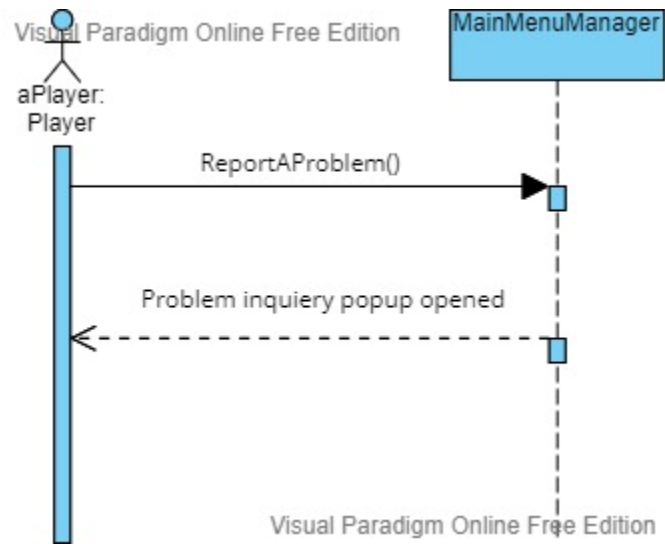 Visual Paradigm Online Free Edition
MainMenuManager
aPlayer:
Player
ReportAProblem()
Problem inquiery popup opened
Visual Paradigm Online Free Edition